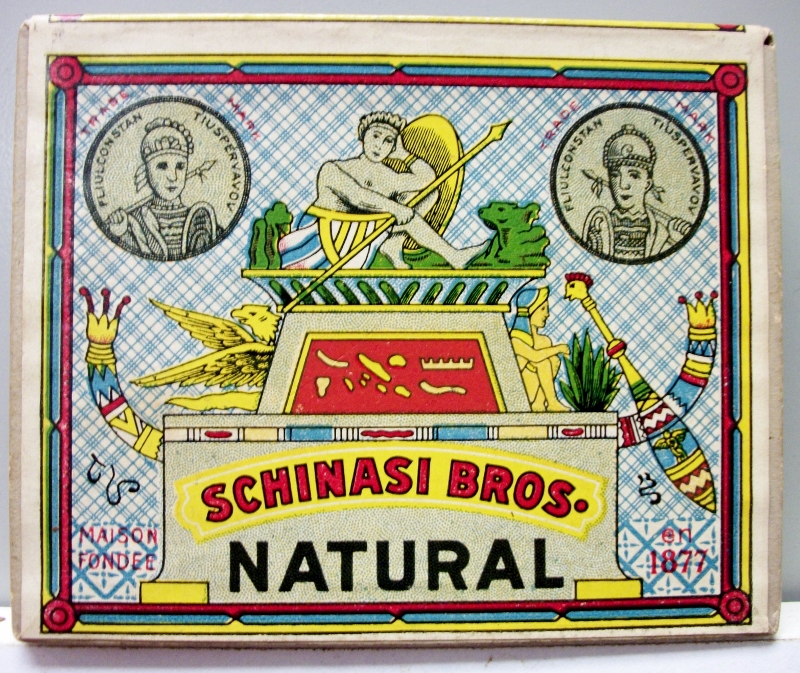 TRADE MARK
FLIULCONSTAN TIUSPERVAVOV
TRADE MARK
FLIULCONSTAN TIUSPERVAVOV
SCHINASI BROS.
NATURAL
MAISON
FONDÉE
en
1877